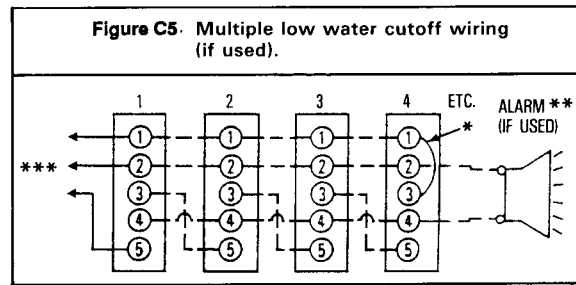 Figure C5. Multiple low water cutoff wiring
(if used).
1 2 3 4 ETC. ALARM **
* (IF USED)
1 1 1 1
*** 2 2 2 2
3 3 3 3
4 4 4 4
5 5 5 5